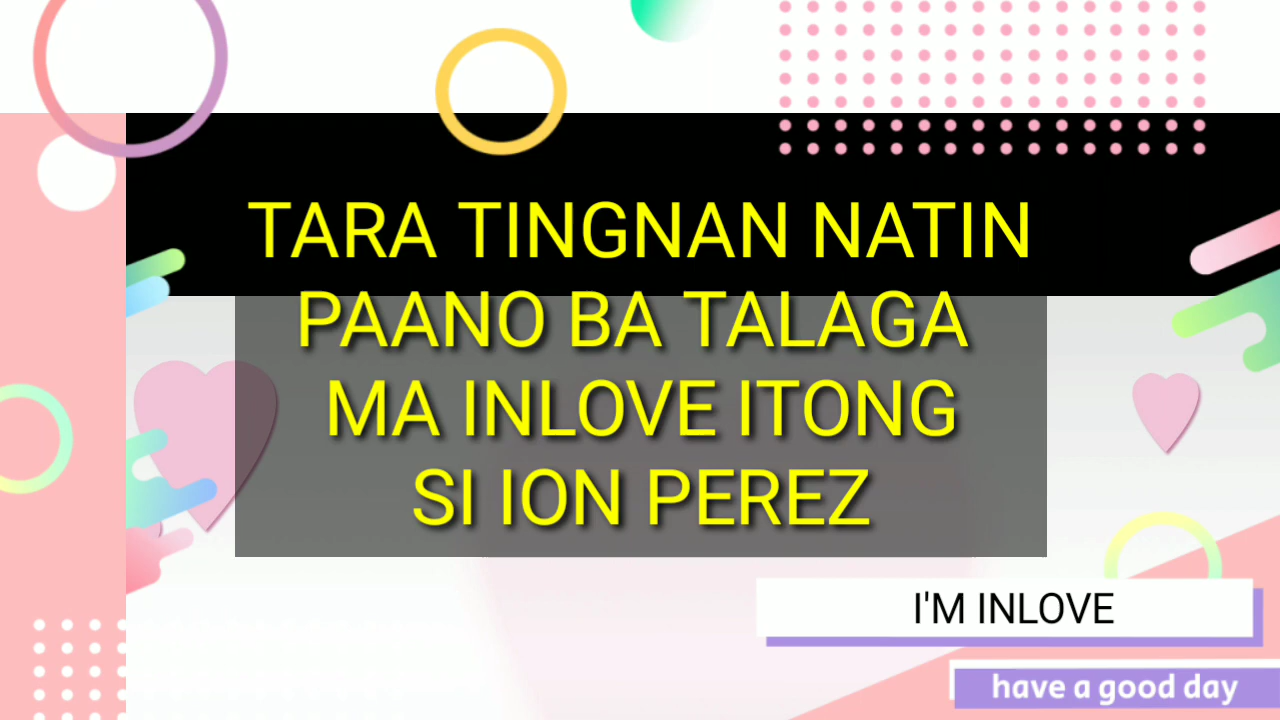 TARA TINGNAN NATIN
PAANO BA TALAGA
MA INLOVE ITONG
SI ION PEREZ
I'M INLOVE
have a good day